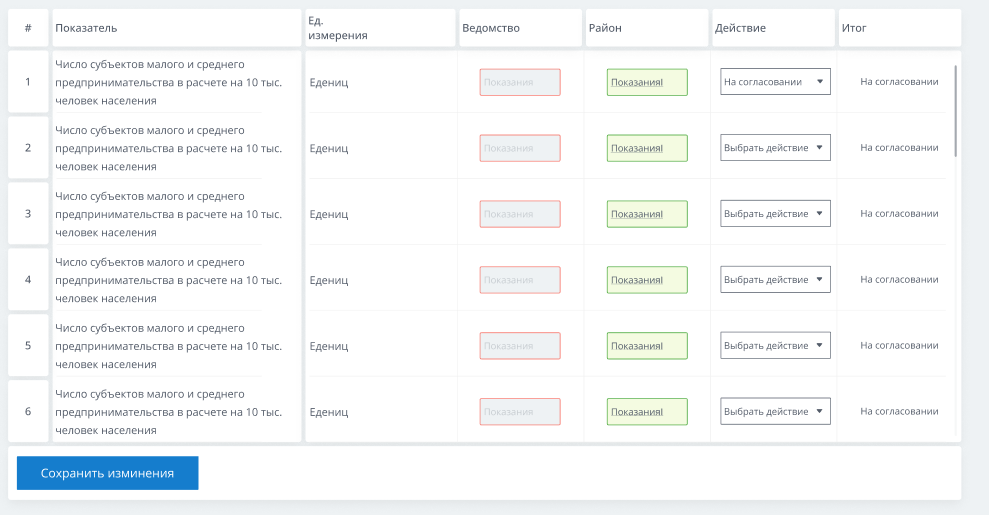 # Показатель Ед. измерения Ведомство Район Действие Итог
1 Число субъектов малого и среднего
предпринимательства в расчете на 10 тыс.
человек населения
Едениц Показания Показания На согласовании На согласовании
2 Число субъектов малого и среднего
предпринимательства в расчете на 10 тыс.
человек населения
Едениц Показания Показания Выбрать действие На согласовании
3 Число субъектов малого и среднего
предпринимательства в расчете на 10 тыс.
человек населения
Едениц Показания Показания Выбрать действие На согласовании
4 Число субъектов малого и среднего
предпринимательства в расчете на 10 тыс.
человек населения
Едениц Показания Показания Выбрать действие На согласовании
5 Число субъектов малого и среднего
предпринимательства в расчете на 10 тыс.
человек населения
Едениц Показания Показания Выбрать действие На согласовании
6 Число субъектов малого и среднего
предпринимательства в расчете на 10 тыс.
человек населения
Едениц Показания Показания Выбрать действие На согласовании
Сохранить изминения